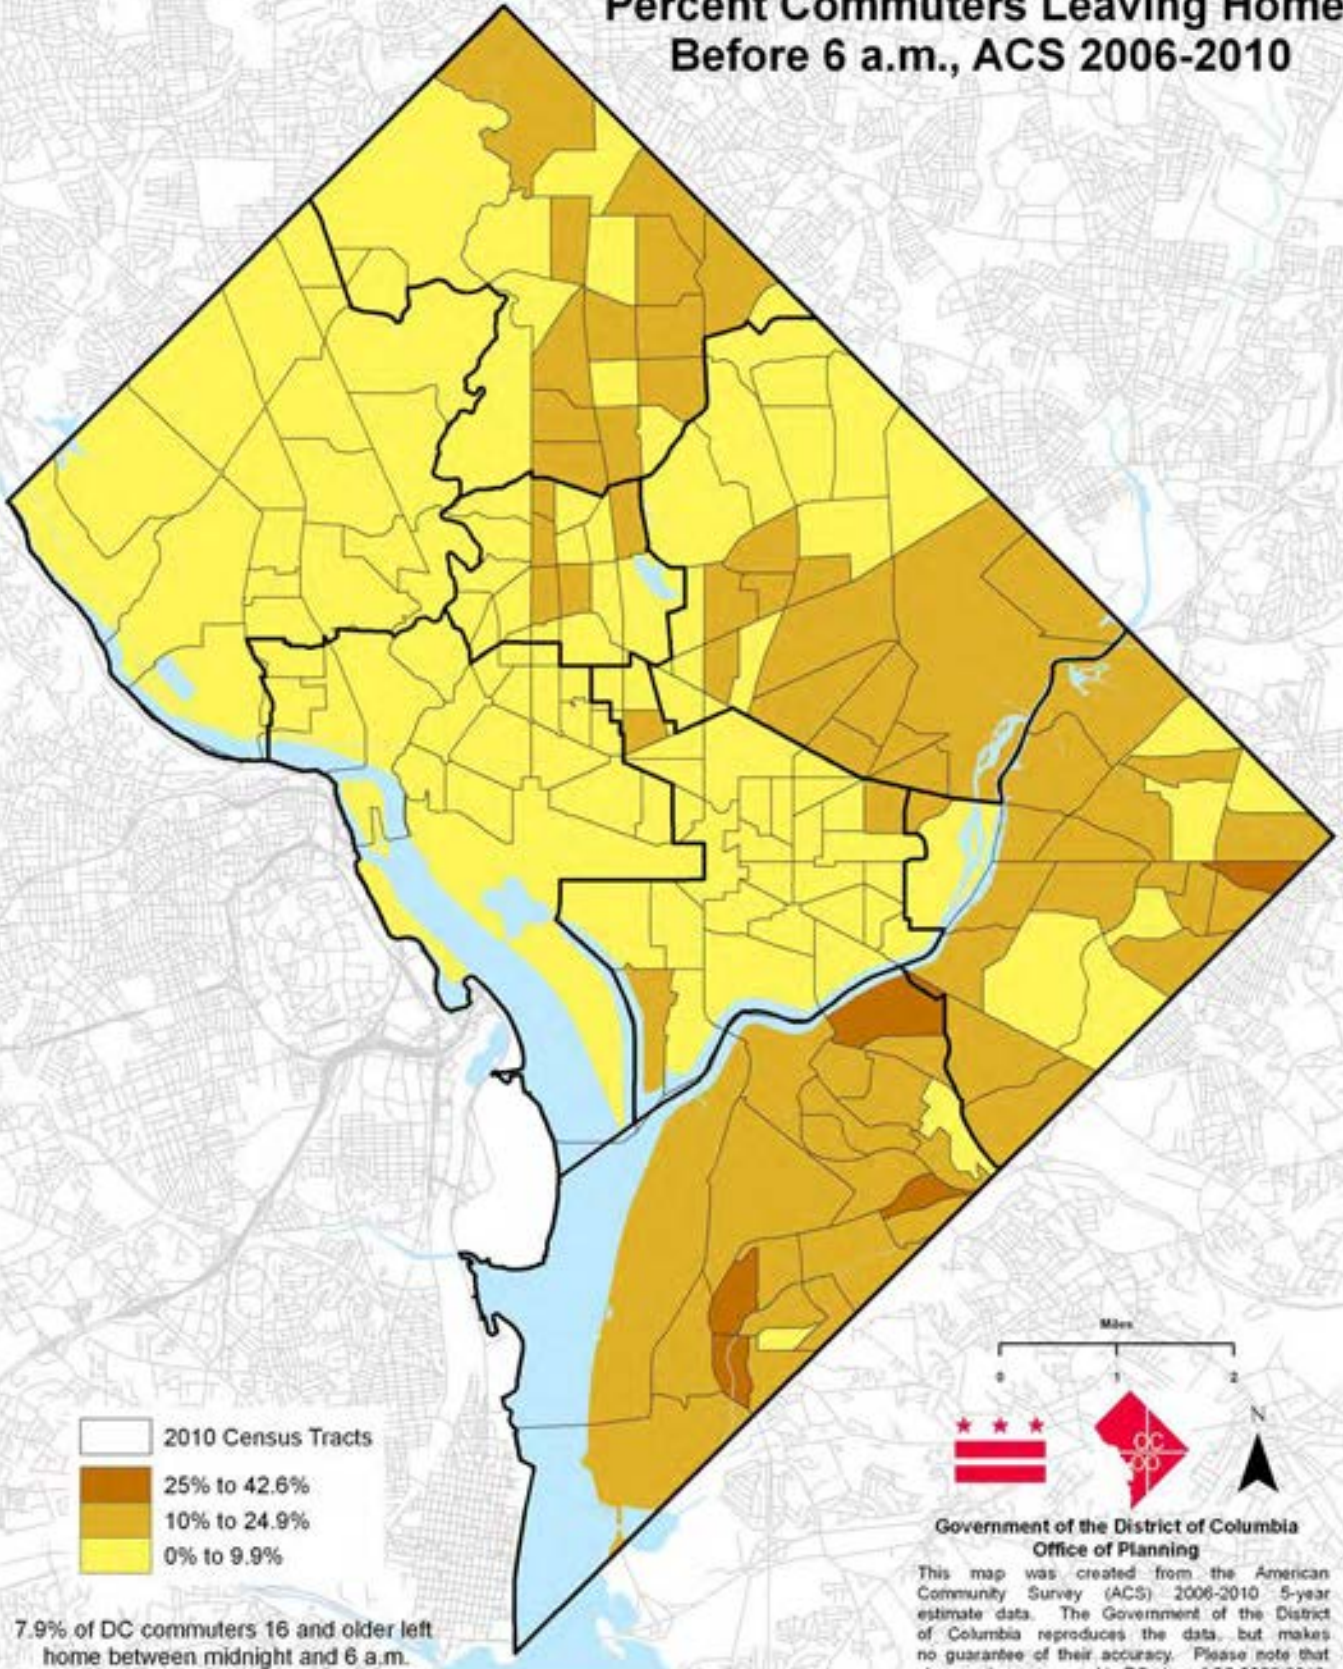 Percent Commuters Leaving Home
Before 6 a.m., ACS 2006-2010
Miles
0 1 2
N
DC
OP
2010 Census Tracts
25% to 42.6%
10% to 24.9%
0% to 9.9%
7.9% of DC commuters 16 and older left
home between midnight and 6 a.m.
Government of the District of Columbia
Office of Planning
This map was created from the American
Community Survey (ACS) 2006-2010 5-year
estimate data. The Government of the District
of Columbia reproduces the data, but makes
no guarantee of their accuracy. Please note that